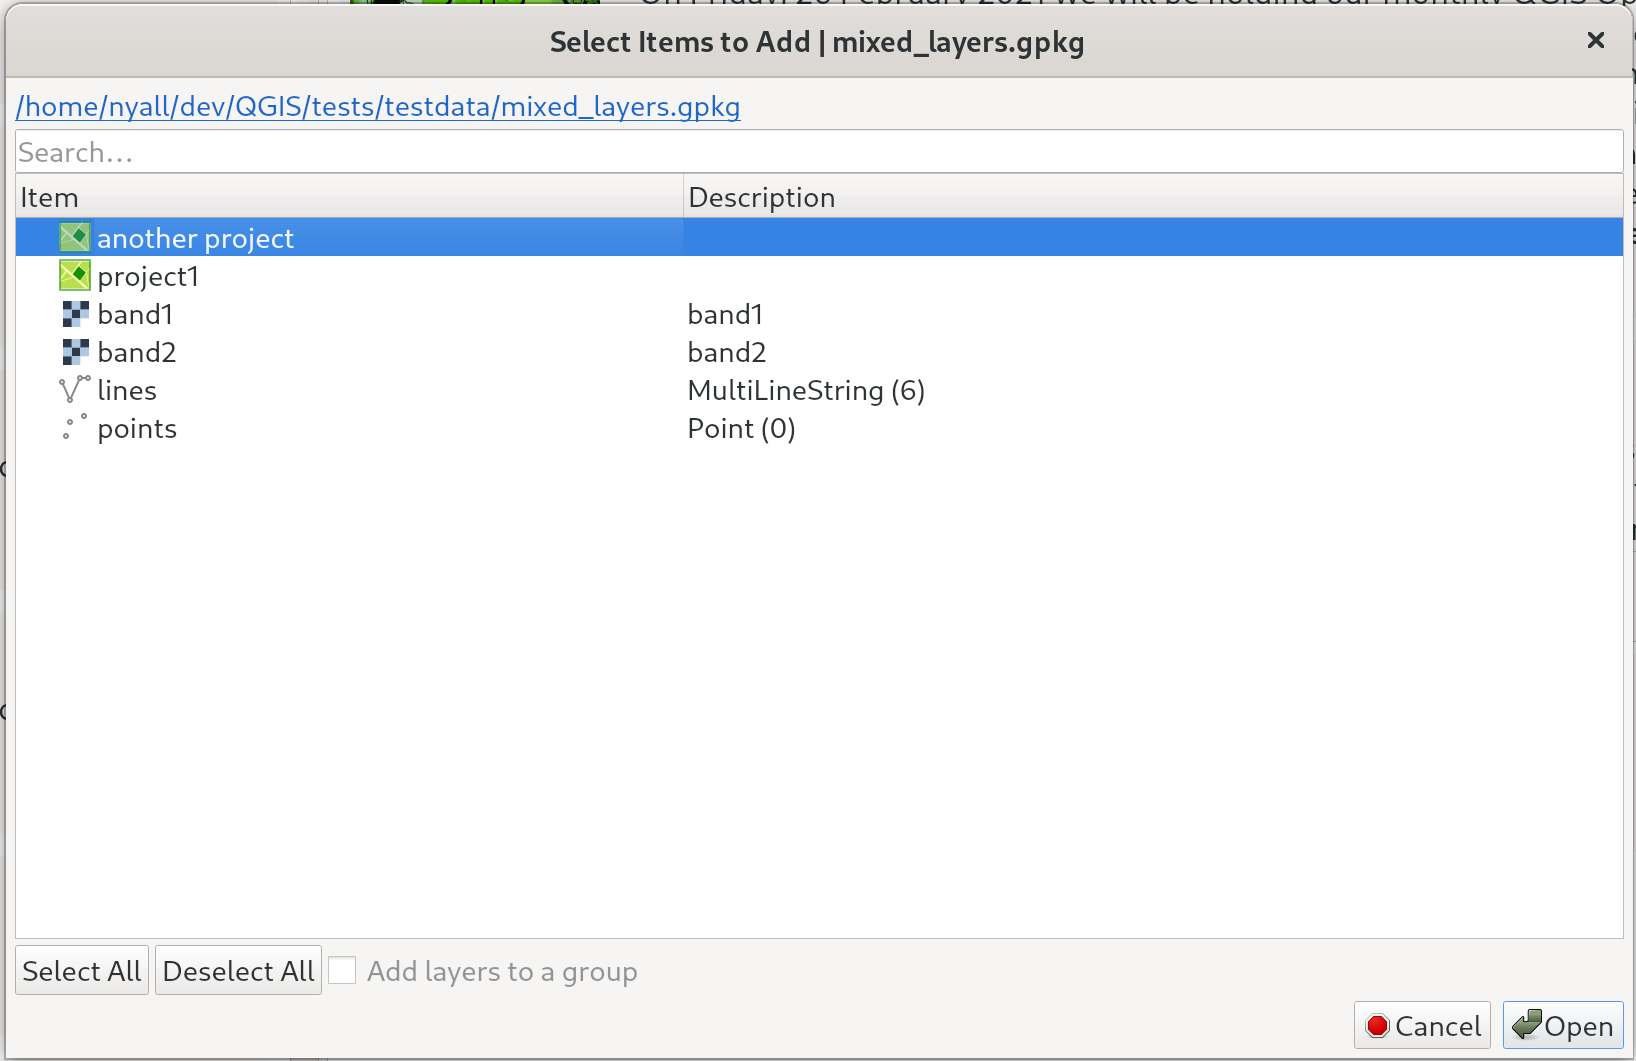 Select Items to Add | mixed_layers.gpkg
/home/nyall/dev/QGIS/tests/testdata/mixed_layers.gpkg
Search...
Item Description
another project
project1
band1 band1
band2 band2
lines MultiLineString (6)
points Point (0)
Select All Deselect All Add layers to a group
Cancel Open